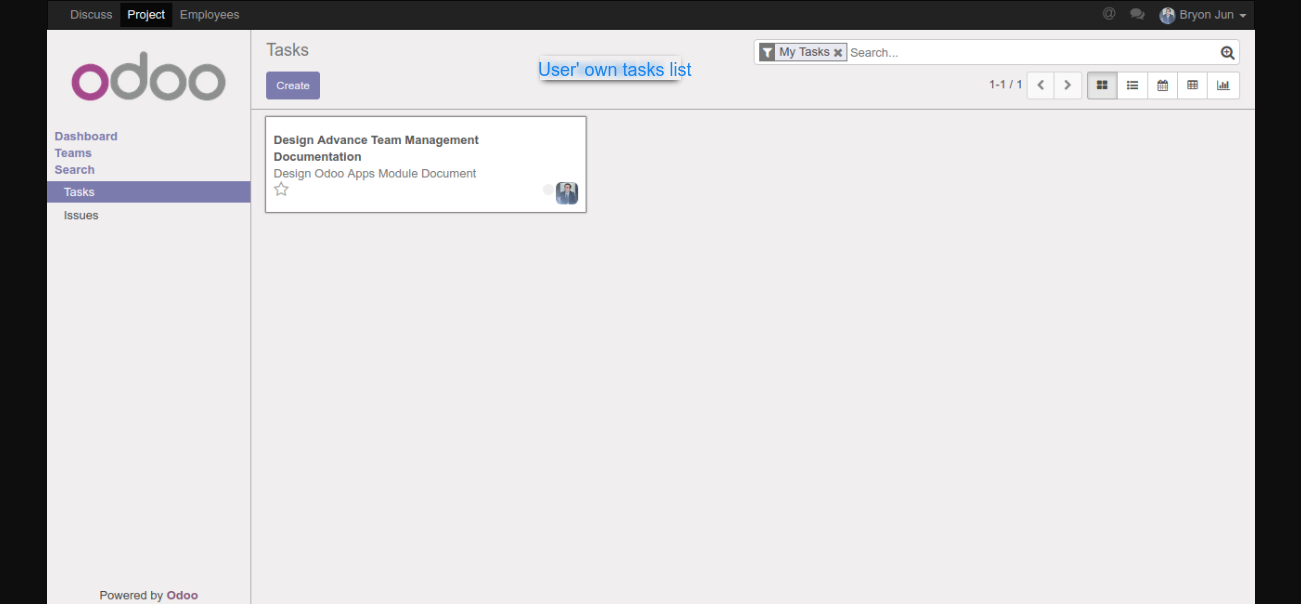 Discuss Project Employees @ Bryon Jun
odoo
Dashboard
Teams
Search
Tasks
Issues
Powered by Odoo
Tasks
User' own tasks list
My Tasks Search...
Create
1-1 / 1
Design Advance Team Management
Documentation
Design Odoo Apps Module Document